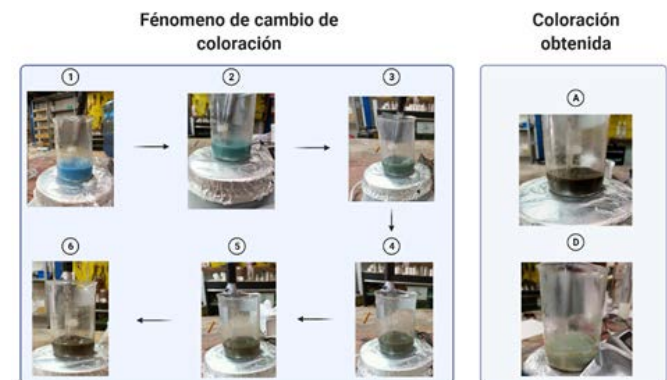 Fénomeno de cambio de
coloración
Coloración
obtenida
1
2
3
A
6
5
4
D